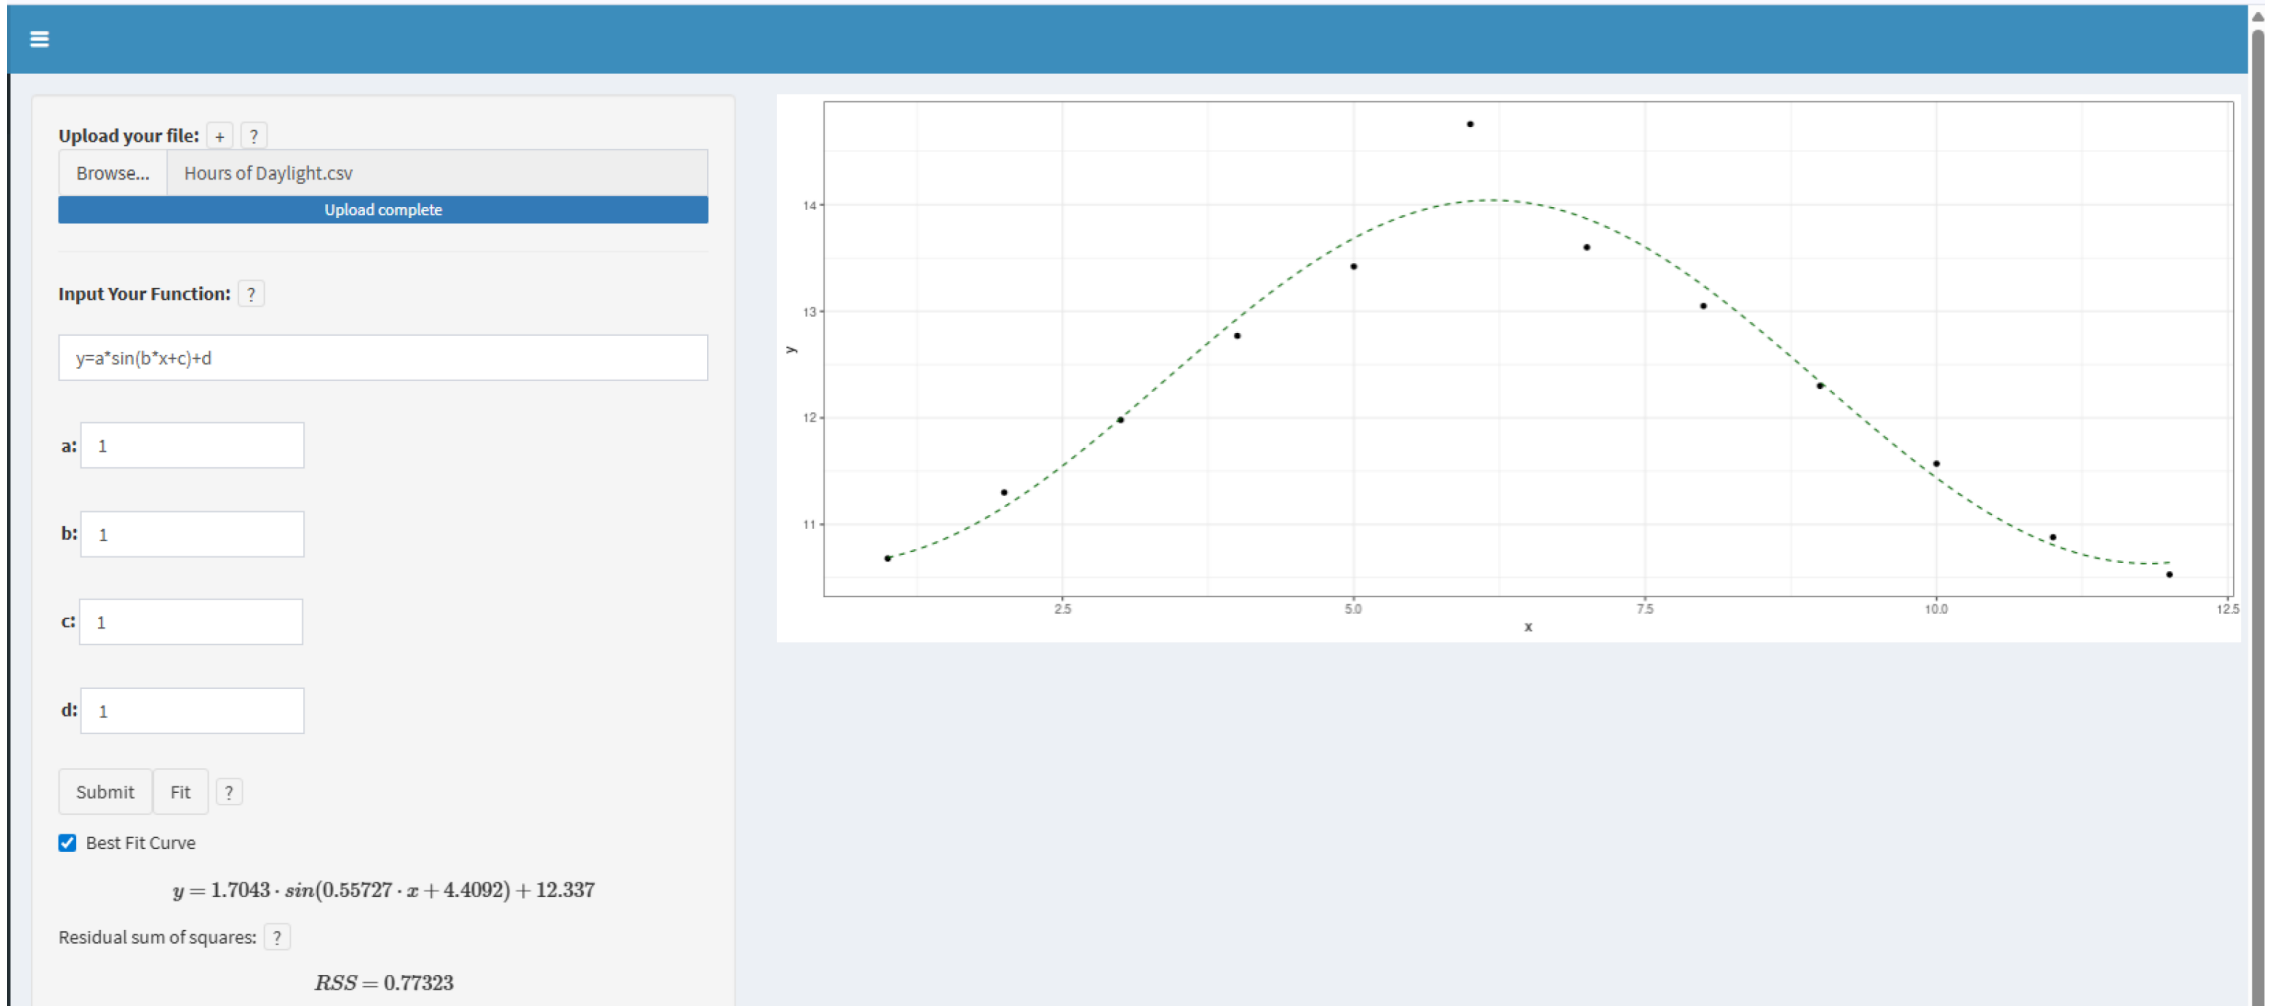 Upload your file: + ?
Browse... Hours of Daylight.csv
Upload complete
Input Your Function: ?
y=a*sin(b*x+c)+d
a: 1
b: 1
c: 1
d: 1
Submit Fit ?
Best Fit Curve
y = 1.7043 · sin(0.55727 · x + 4.4092) + 12.337
Residual sum of squares: ?
RSS = 0.77323
14
13
12
11
y
2.5 5.0 7.5 10.0 12.5
x